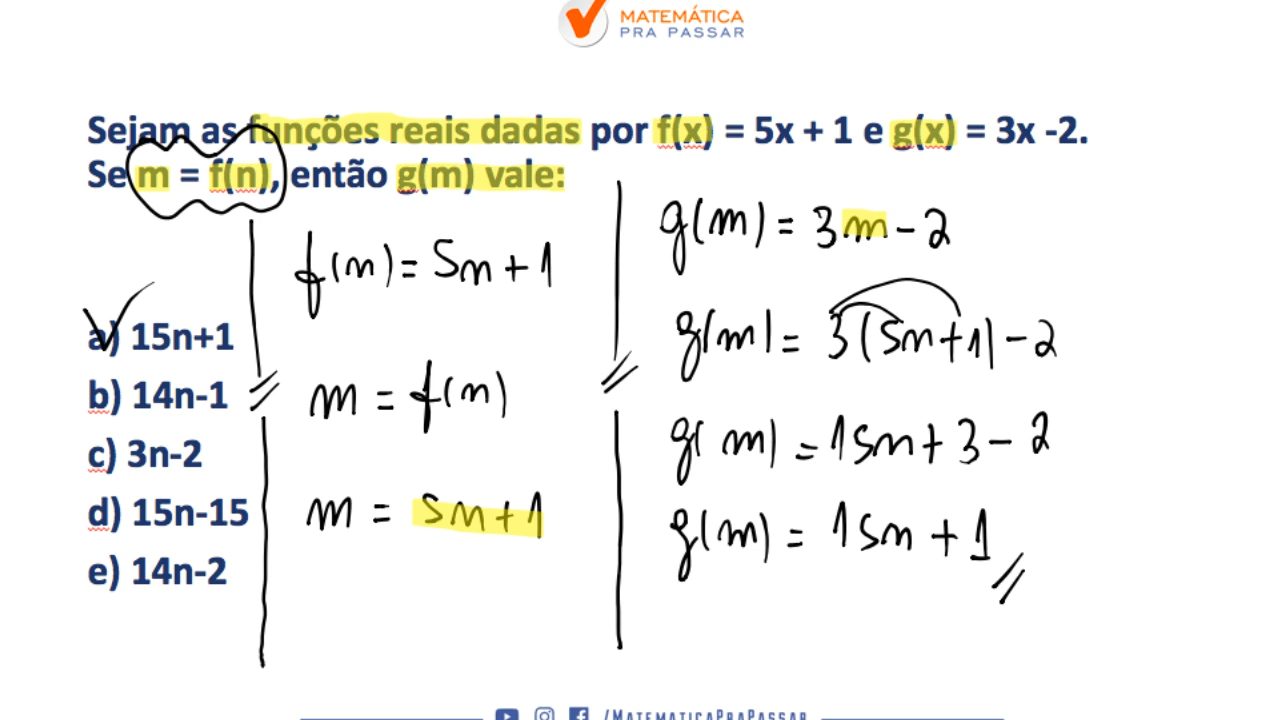 MATEMÁTICA
PRA PASSAR
Sejam as funções reais dadas por f(x) = 5x + 1 e g(x) = 3x -2.
Se m = f(n), então g(m) vale:
a) 15n+1
b) 14n-1
c) 3n-2
d) 15n-15
e) 14n-2
f(n) = 5n + 1
m = f(n)
m = 5n + 1
g(m) = 3m - 2
g(m) = 3(5n + 1) - 2
g(m) = 15n + 3 - 2
g(m) = 15n + 1
/MATEMATICAPRAPASSAR